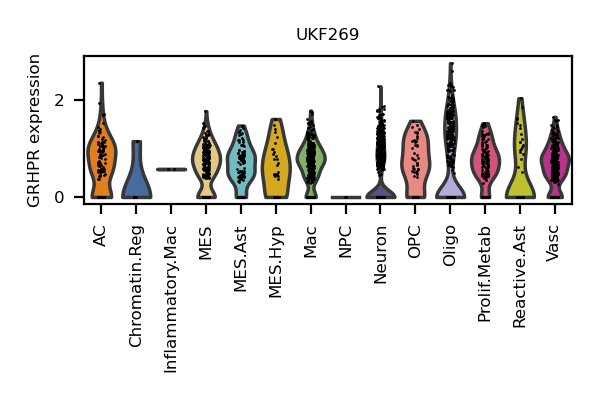 UKF269
GRHPR expression
2
0
AC
Chromatin.Reg
Inflammatory.Mac
MES
MES.Ast
MES.Hyp
Mac
NPC
Neuron
OPC
Oligo
Prolif.Metab
Reactive.Ast
Vasc